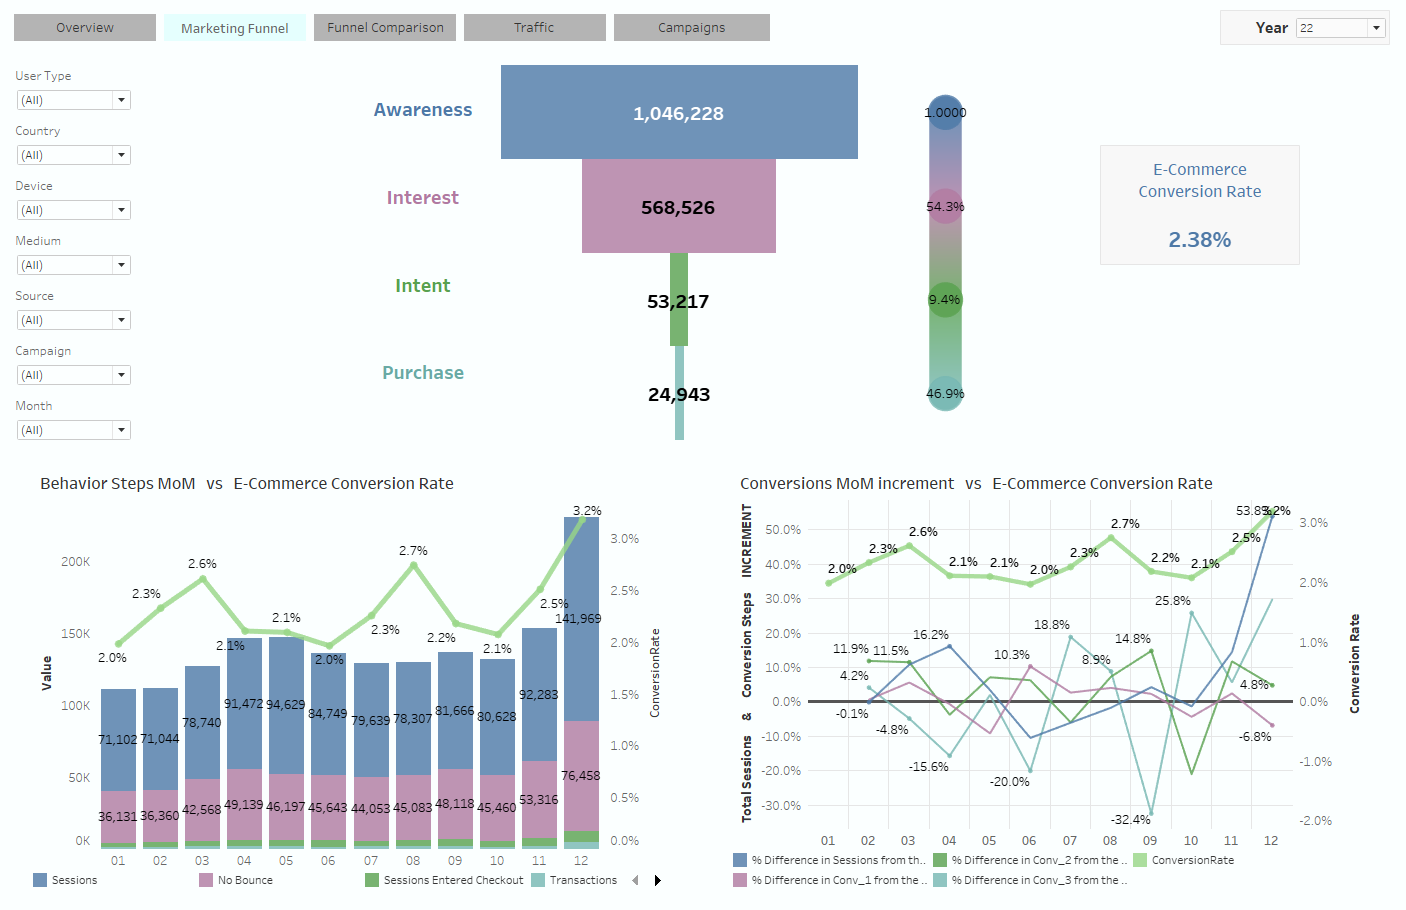 Overview
Marketing Funnel
Funnel Comparison
Traffic
Campaigns
Year
22
User Type
(All)
Country
(All)
Device
(All)
Medium
(All)
Source
(All)
Campaign
(All)
Month
(All)
Awareness
1,046,228
1.0000
Interest
568,526
54.3%
Intent
53,217
9.4%
Purchase
24,943
46.9%
E-Commerce
Conversion Rate
2.38%
Behavior Steps MoM vs E-Commerce Conversion Rate
Value
200K
150K
100K
50K
0K
2.0%
2.3%
2.6%
2.1%
2.1%
2.0%
2.3%
2.7%
2.2%
2.1%
2.5%
3.2%
71,102
71,044
78,740
91,472
94,629
84,749
79,639
78,307
81,666
80,628
92,283
141,969
36,131
36,360
42,568
49,139
46,197
45,643
44,053
45,083
48,118
45,460
53,316
76,458
3.0%
2.5%
2.0%
1.5%
1.0%
0.5%
0.0%
ConversionRate
01 02 03 04 05 06 07 08 09 10 11 12
Sessions
No Bounce
Sessions Entered Checkout
Transactions
Conversions MoM increment vs E-Commerce Conversion Rate
Total Sessions & Conversion Steps INCREMENT
50.0%
40.0%
30.0%
20.0%
10.0%
0.0%
-10.0%
-20.0%
-30.0%
2.0%
2.3%
2.6%
2.1%
2.1%
2.0%
2.3%
2.7%
2.2%
2.1%
2.5%
53.8%
3.2%
11.9%
11.5%
4.2%
-0.1%
-4.8%
16.2%
-15.6%
10.3%
-20.0%
18.8%
8.9%
14.8%
-32.4%
25.8%
4.8%
-6.8%
3.0%
2.0%
1.0%
0.0%
-1.0%
-2.0%
Conversion Rate
01 02 03 04 05 06 07 08 09 10 11 12
% Difference in Sessions from th..
% Difference in Conv_2 from the ..
ConversionRate
% Difference in Conv_1 from the ..
% Difference in Conv_3 from the ..